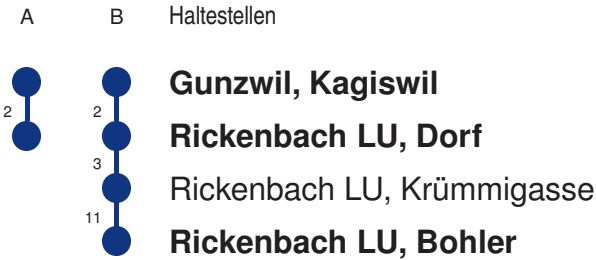 A B Haltestellen
Gunzwil, Kagiswil
2 2
Rickenbach LU, Dorf
3
Rickenbach LU, Krümmigasse
11
Rickenbach LU, Bohler